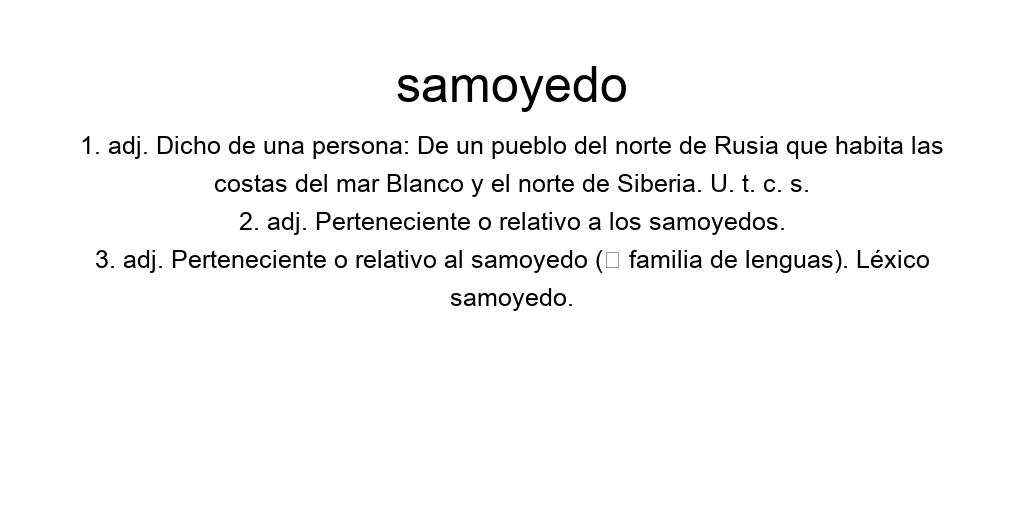 samoyedo
1. adj. Dicho de una persona: De un pueblo del norte de Rusia que habita las
costas del mar Blanco y el norte de Siberia. U. t. c. s.
2. adj. Perteneciente o relativo a los samoyedos.
3. adj. Perteneciente o relativo al samoyedo (▯ familia de lenguas). Léxico
samoyedo.